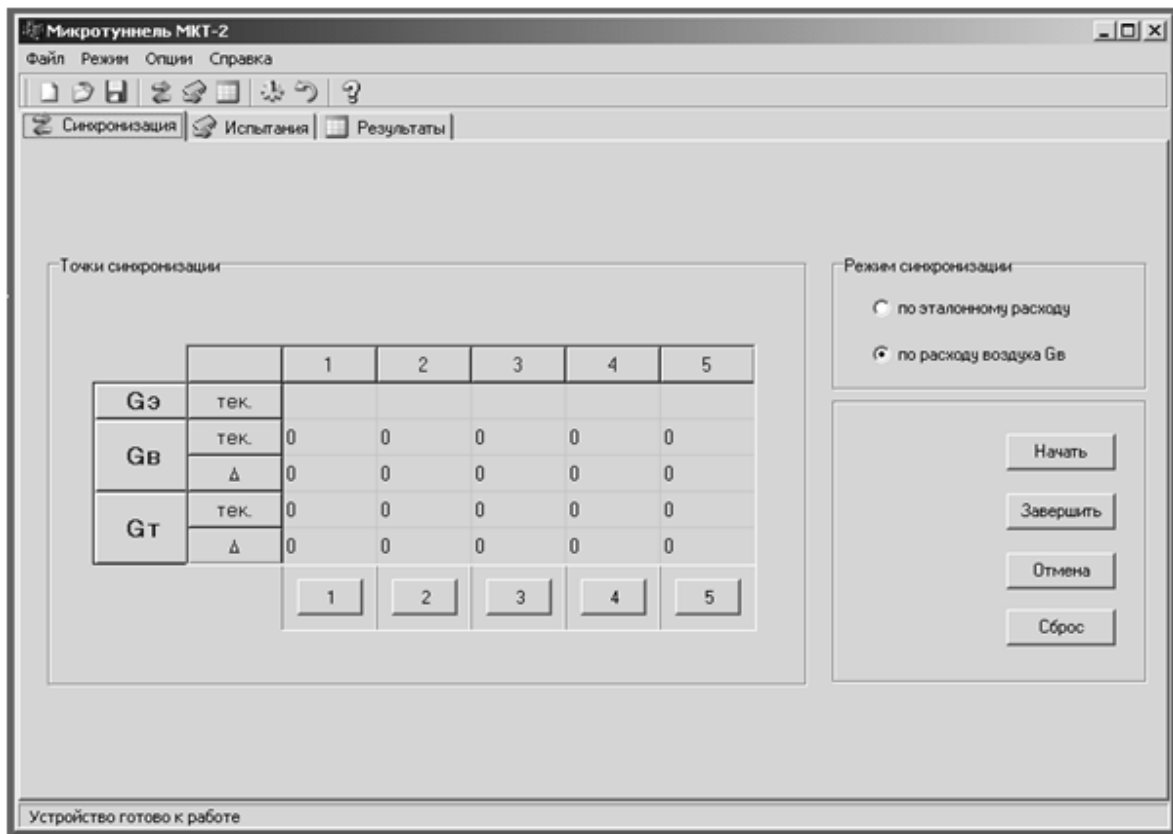 Микротуннель МКТ-2
Файл Режим Опции Справка
Синхронизация Испытания Результаты
Точки синхронизации
Режим синхронизации
по эталонному расходу
по расходу воздуха Gв
1 2 3 4 5
Gэ тек.
Gв тек. 0 0 0 0 0
Δ 0 0 0 0 0
Gт тек. 0 0 0 0 0
Δ 0 0 0 0 0
1 2 3 4 5
Начать
Завершить
Отмена
Сброс
Устройство готово к работе